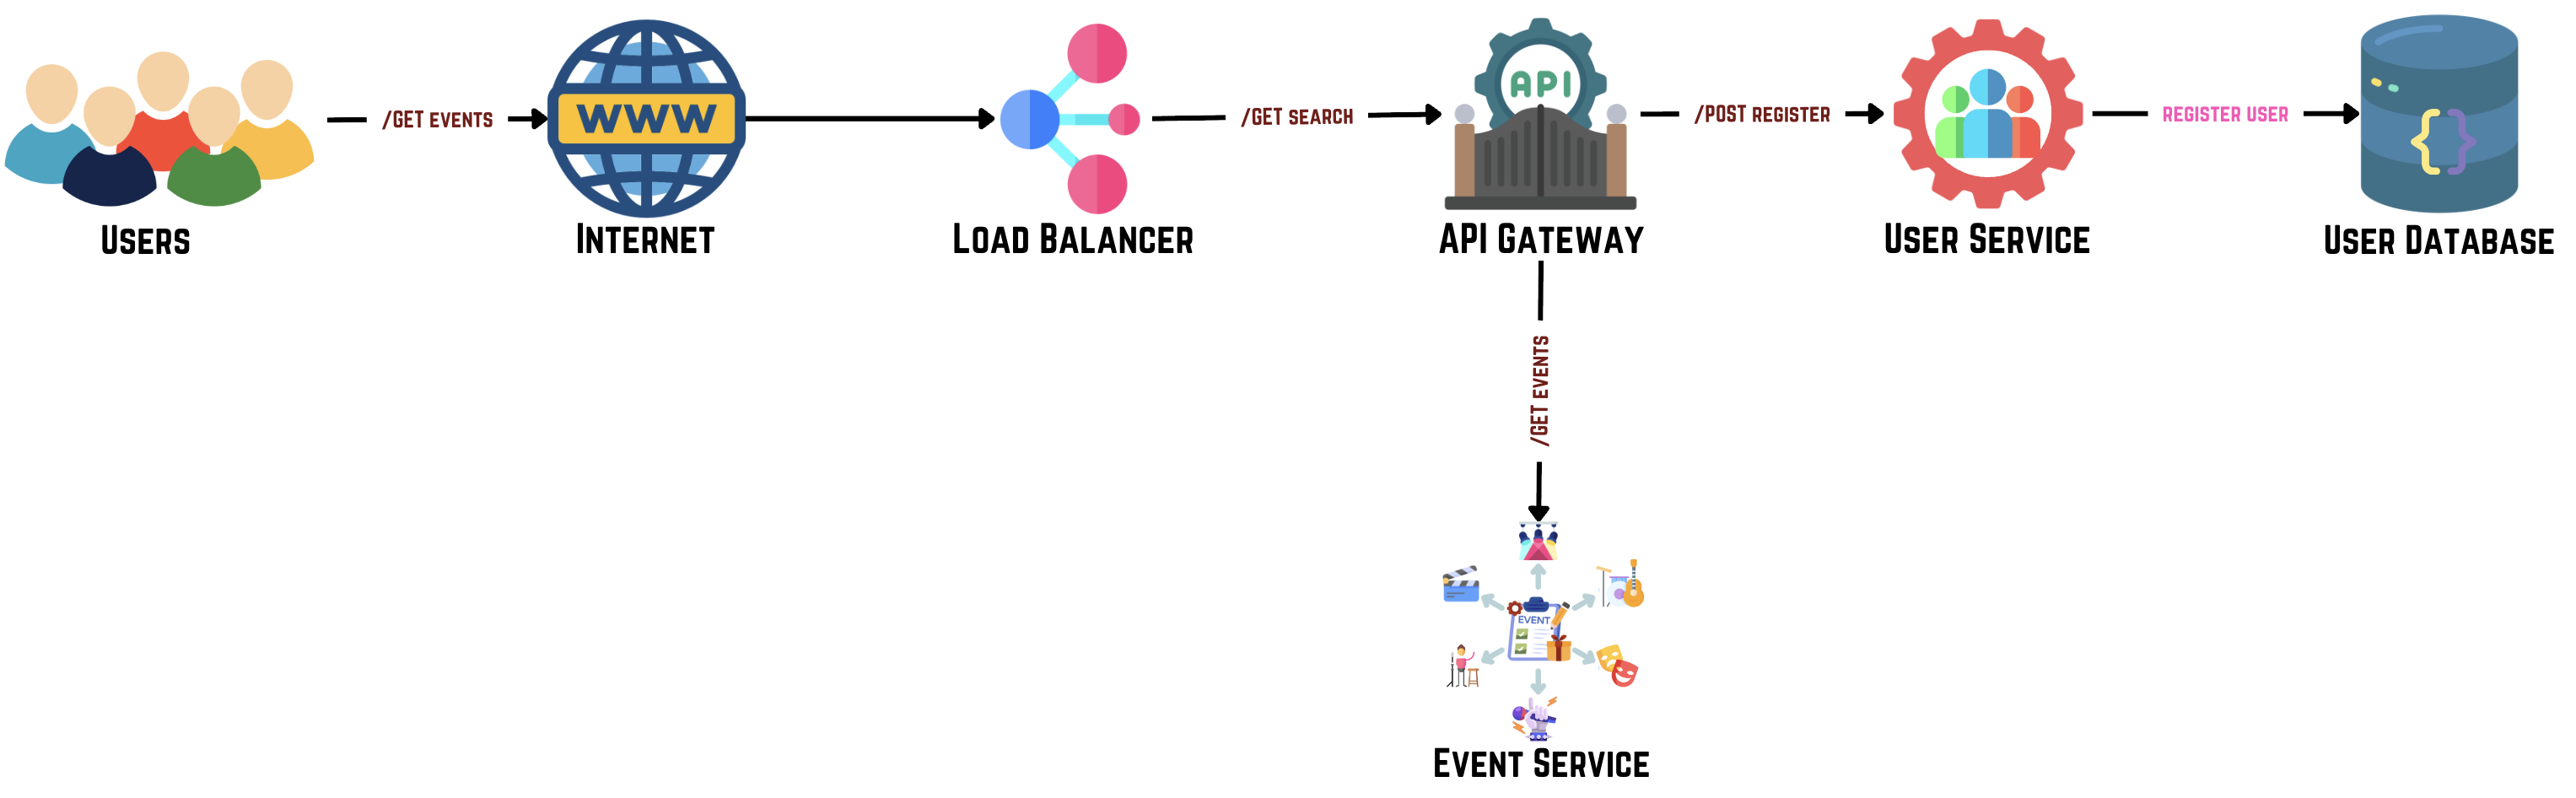 /GET EVENTS
WWW
/GET SEARCH
API
/POST REGISTER
REGISTER USER
USERS
INTERNET
LOAD BALANCER
API GATEWAY
USER SERVICE
USER DATABASE
/GET EVENTS
EVENT
EVENT SERVICE